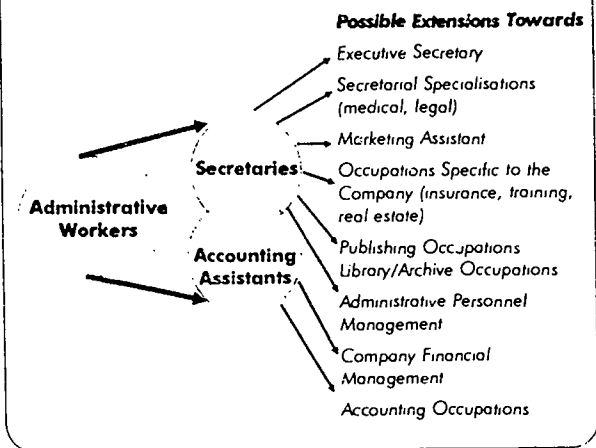 Possible Extensions Towards
Executive Secretary
Secretarial Specialisations
(medical, legal)
Marketing Assistant
Secretaries
Occupations Specific to the
Company (insurance, training,
real estate)
Administrative
Workers
Publishing Occupations
Library/Archive Occupations
Accounting
Assistants
Administrative Personnel
Management
Company Financial
Management
Accounting Occupations